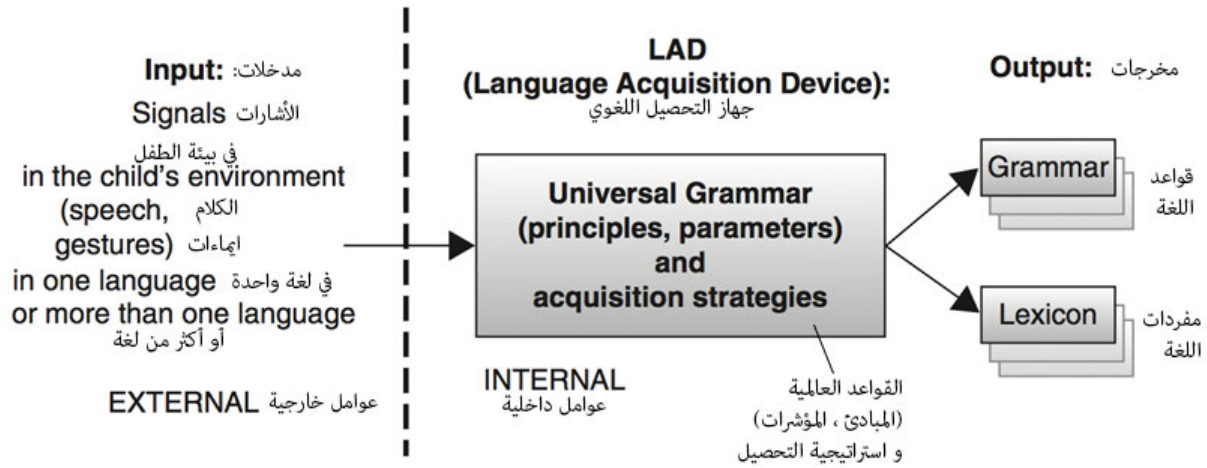 Input: مدخلات:
Signals الأشارات
في بيئة الطفل
in the child's environment
(speech, الكلام
gestures) ايماءات
in one language في لغة واحدة
or more than one language
أو أكثر من لغة
EXTERNAL عوامل خارجية
LAD
(Language Acquisition Device):
جهاز التحصيل اللغوي
Universal Grammar
(principles, parameters)
and
acquisition strategies
INTERNAL
عوامل داخلية
القواعد العالمية
(المبادئ ، المؤشرات)
و استراتيجية التحصيل
Output: مخرجات
Grammar
قواعد
اللغة
Lexicon
مفردات
اللغة